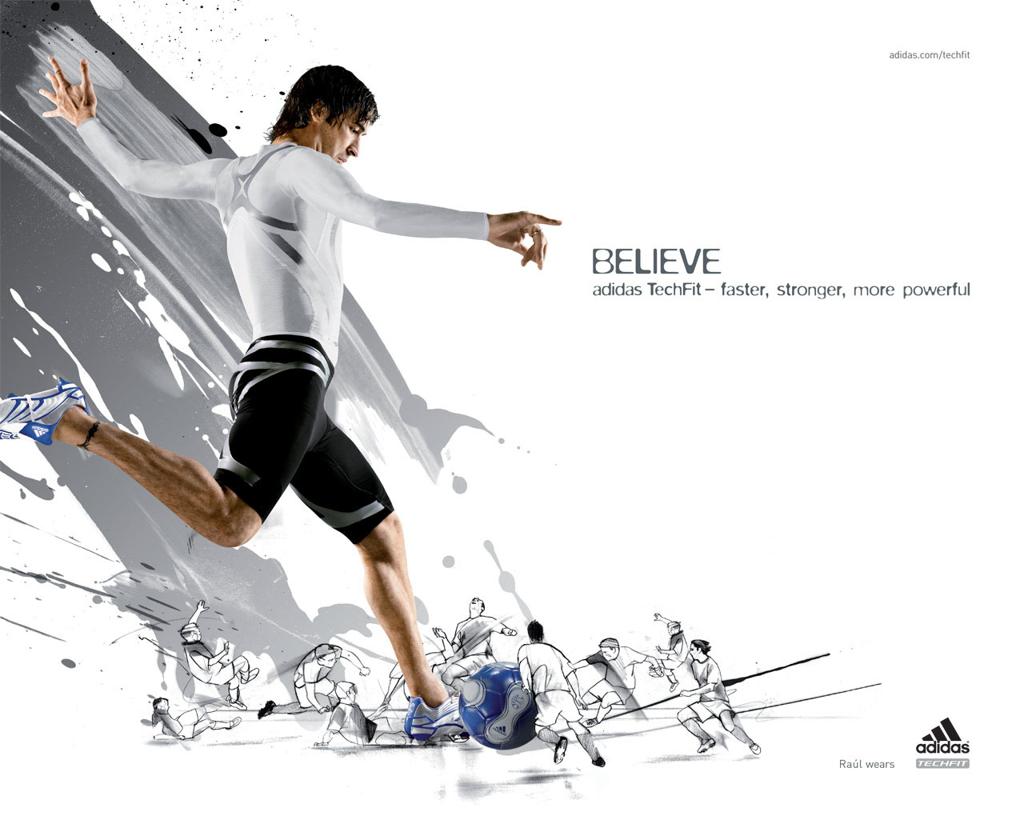 adidas.com/techfit
BELIEVE
adidas TechFit – faster, stronger, more powerful
Raúl wears
adidas
TECHFIT